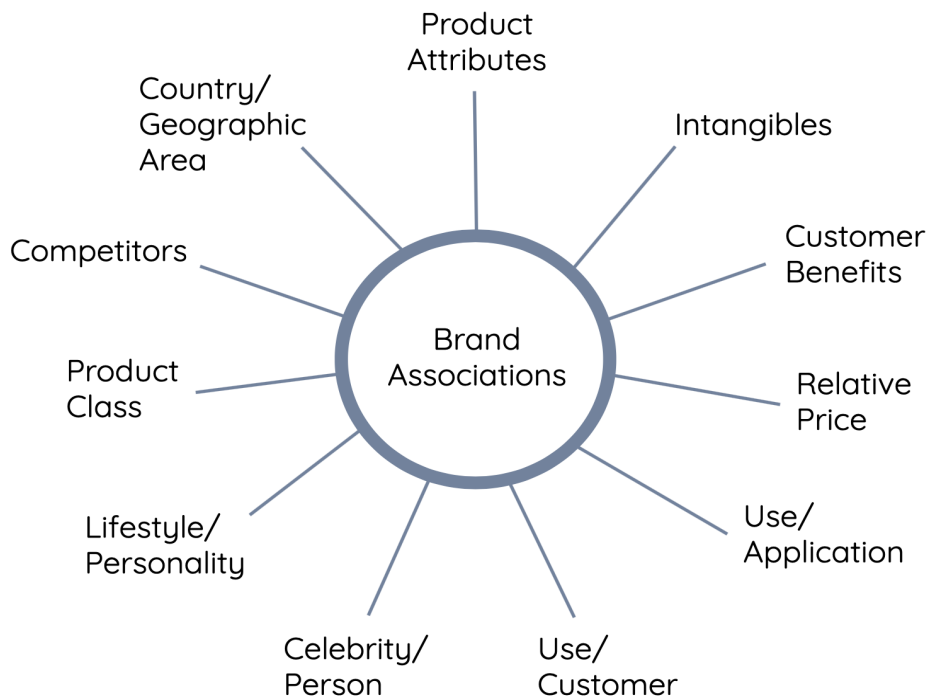 Product
Attributes
Intangibles
Customer
Benefits
Relative
Price
Use/
Application
Use/
Customer
Celebrity/
Person
Lifestyle/
Personality
Product
Class
Competitors
Country/
Geographic
Area
Brand
Associations